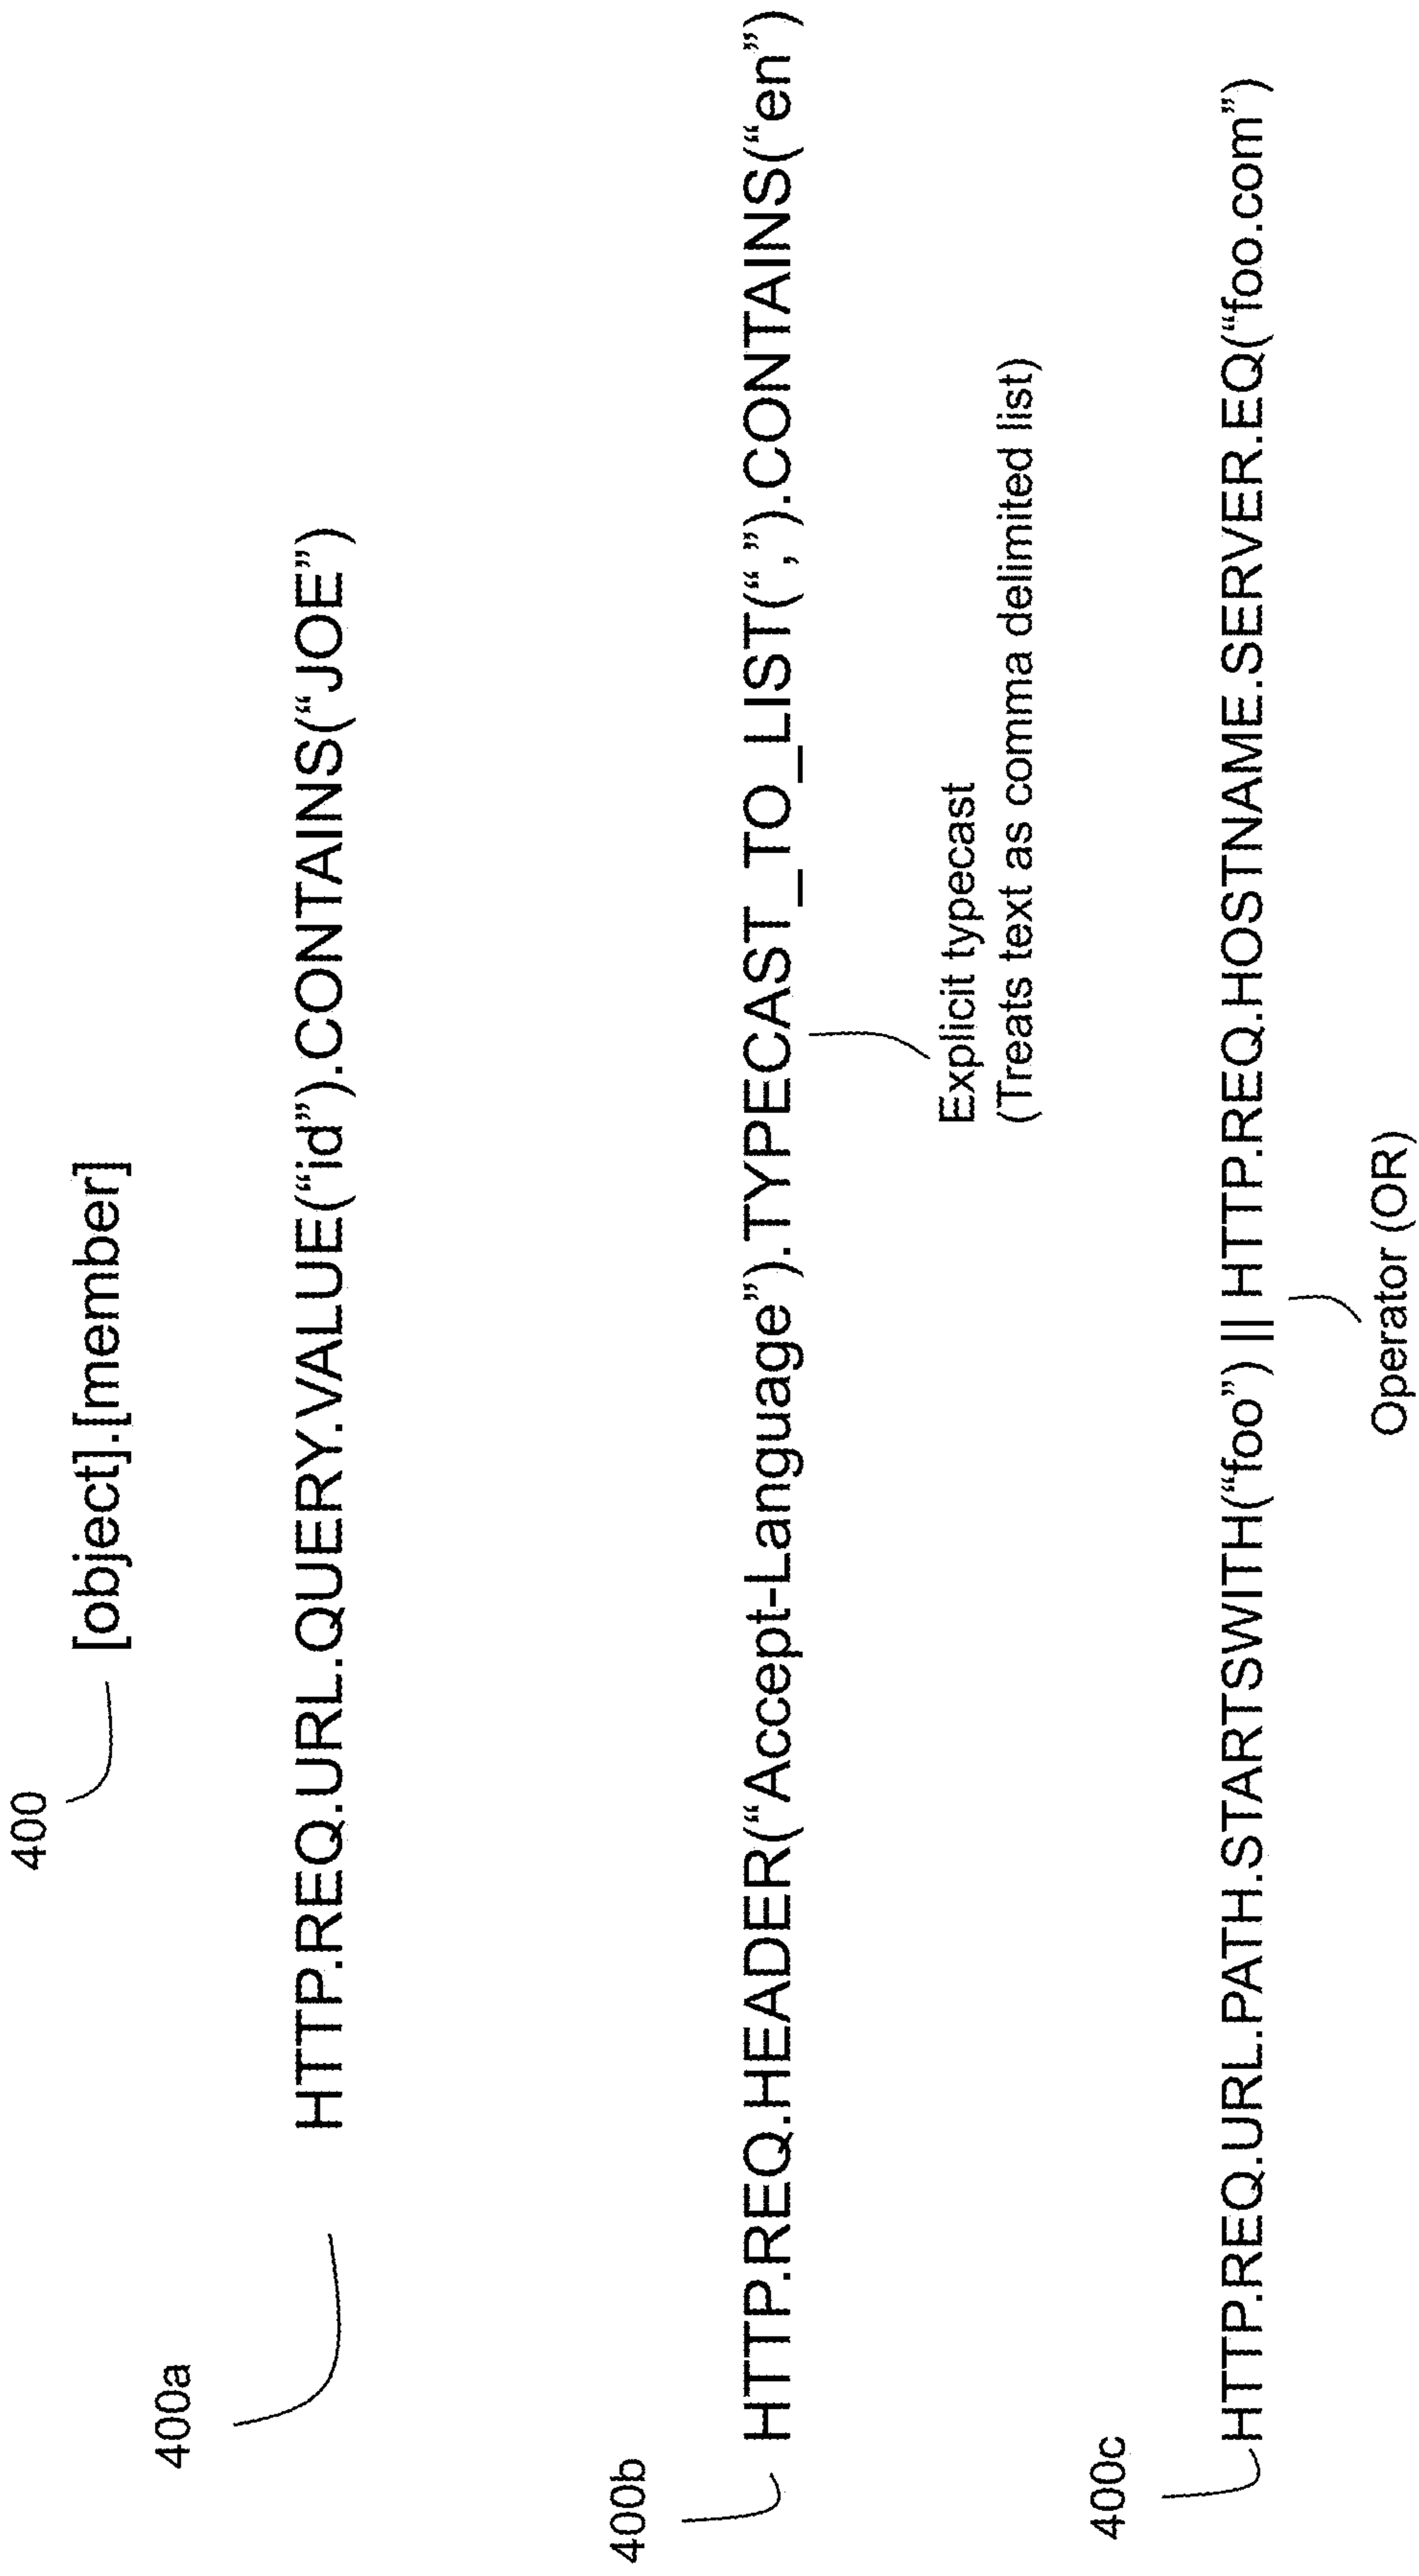 400
[object].[member]
400a
HTTP.REQ.URL.QUERY.VALUE(“id”).CONTAINS(“JOE”)
400b
HTTP.REQ.HEADER(“Accept-Language”).TYPECAST_TO_LIST(“,”).CONTAINS(“en”)
Explicit typecast
(Treats text as comma delimited list)
400c
HTTP.REQ.URL.PATH.STARTSWITH(“foo”) || HTTP.REQ.HOSTNAME.SERVER.EQ(“foo.com”)
Operator (OR)